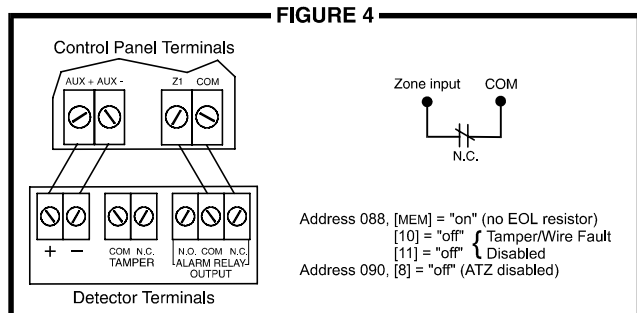 FIGURE 4
Control Panel Terminals
AUX + AUX - Z1 COM
+ − COM N.C. N.O. COM N.C.
TAMPER ALARM RELAY
OUTPUT
Detector Terminals
Zone input COM
N.C.
Address 088, [MEM] = "on" (no EOL resistor)
[10] = "off" { Tamper/Wire Fault
[11] = "off" Disabled
Address 090, [8] = "off" (ATZ disabled)